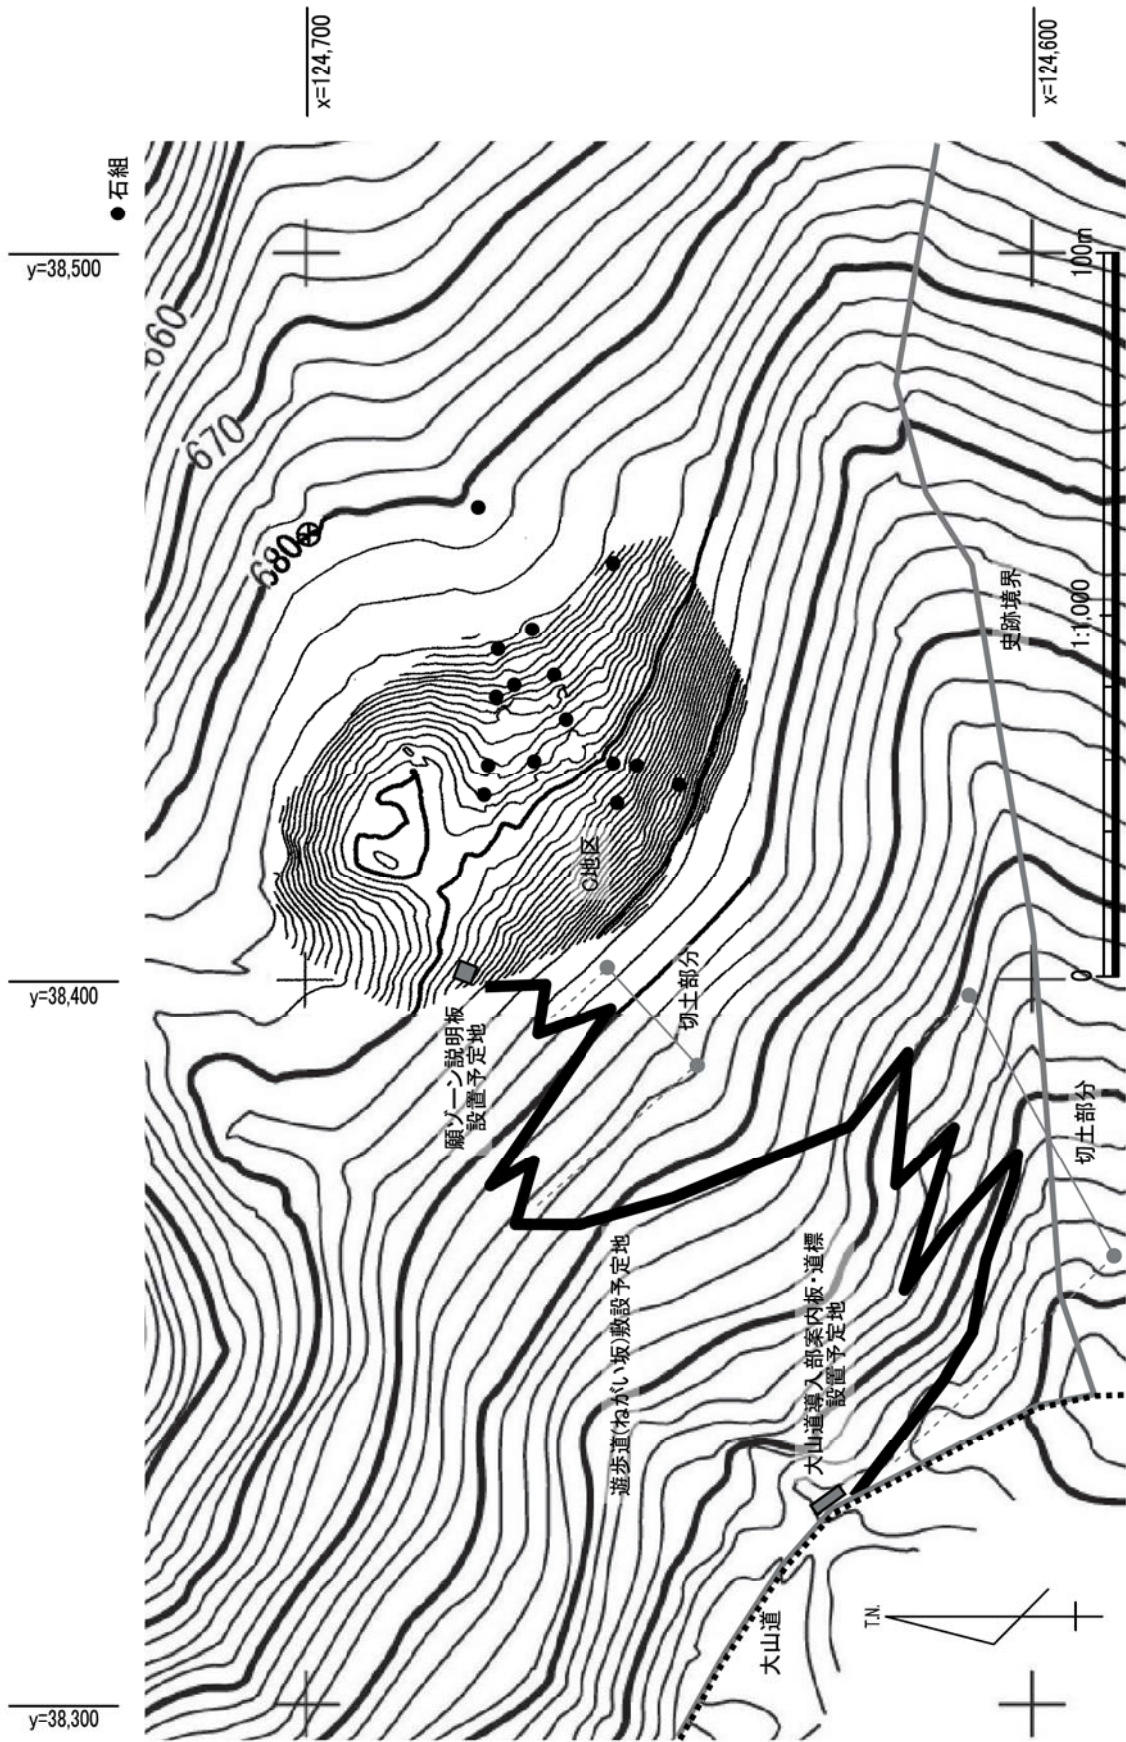 x=124,700
x=124,600
●石組
y=38,500
y=38,400
y=38,300
660
670
680
100m
1:1,000
0
史跡境界
C地区
切土部分
願ゾーン説明板
設置予定地
切土部分
遊歩道(ねがい坂)敷設予定地
大山道導入部案内板・道標
設置予定地
大山道
T.N.